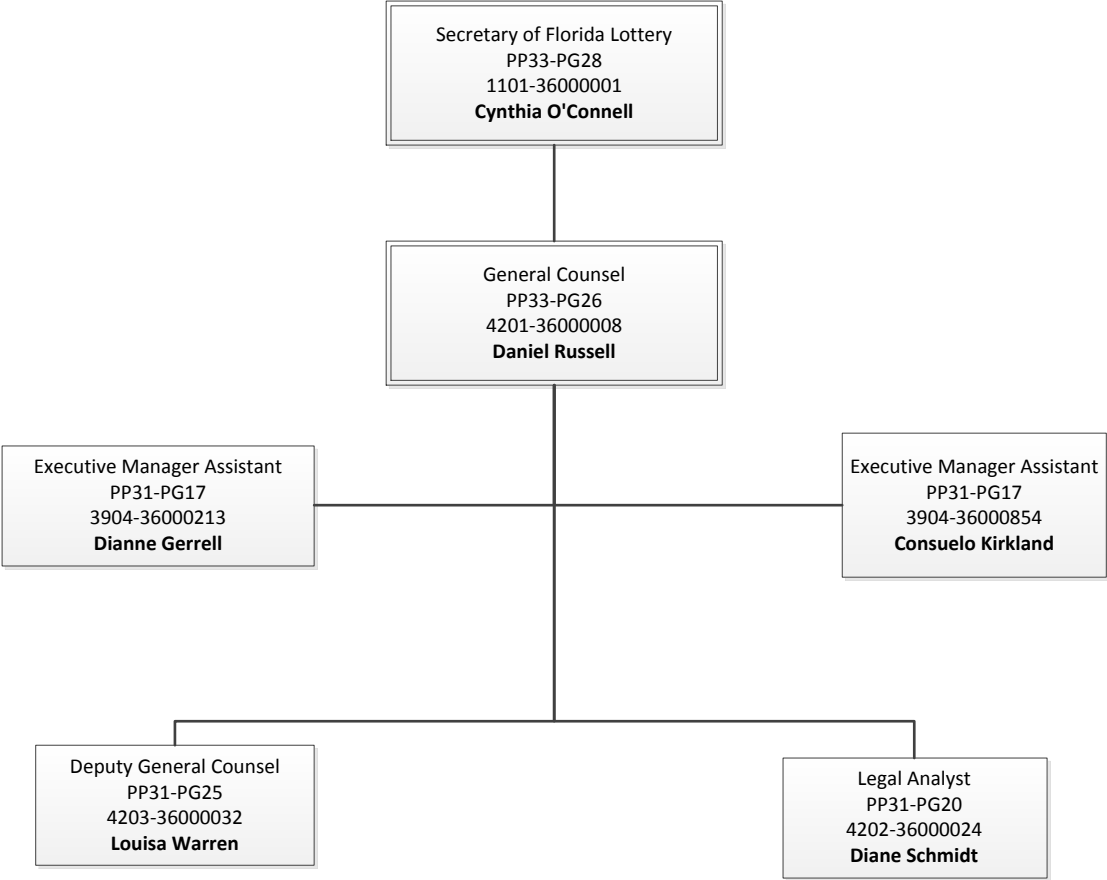 Secretary of Florida Lottery
PP33-PG28
1101-36000001
Cynthia O'Connell
General Counsel
PP33-PG26
4201-36000008
Daniel Russell
Executive Manager Assistant
PP31-PG17
3904-36000213
Dianne Gerrell
Executive Manager Assistant
PP31-PG17
3904-36000854
Consuelo Kirkland
Deputy General Counsel
PP31-PG25
4203-36000032
Louisa Warren
Legal Analyst
PP31-PG20
4202-36000024
Diane Schmidt